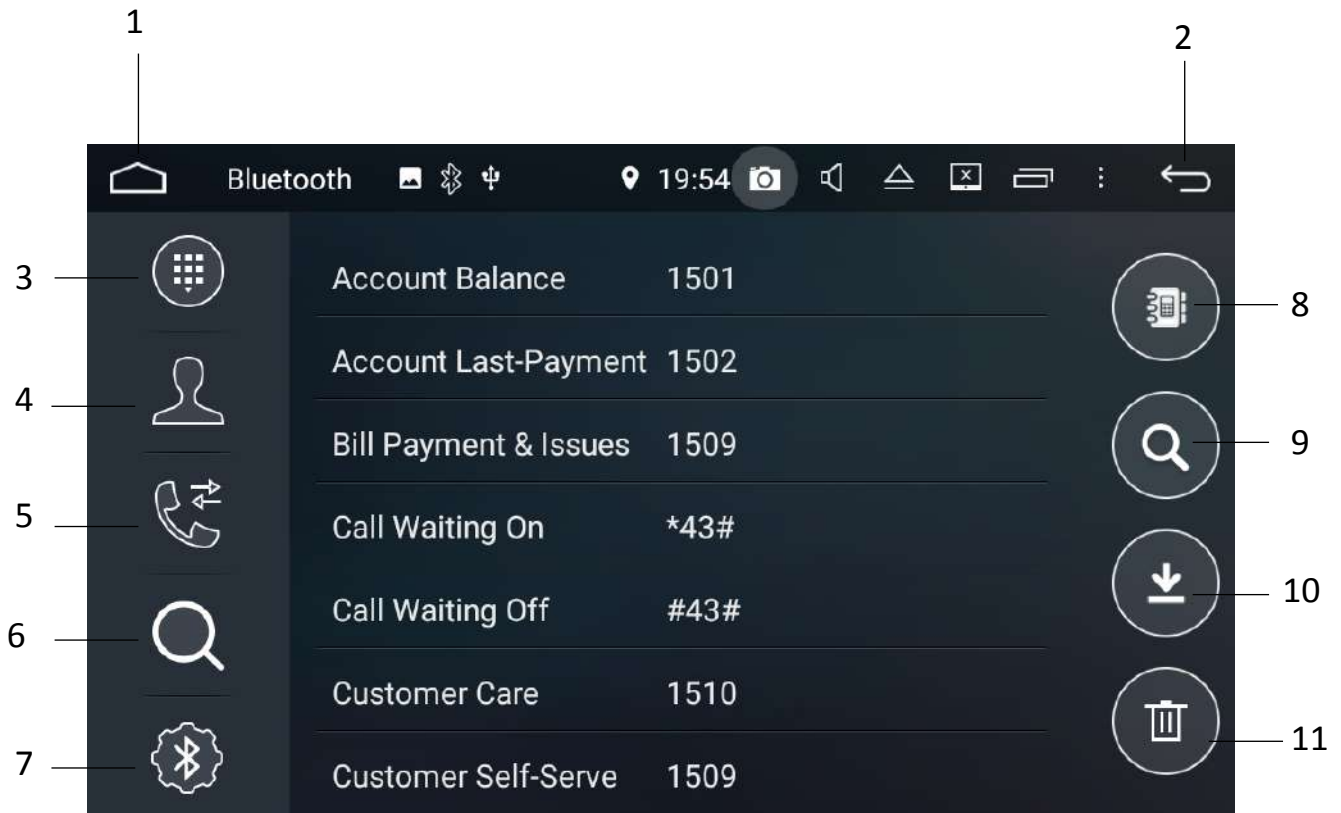 1
2
Bluetooth 19:54
3
Account Balance 1501
8
Account Last-Payment 1502
4
Bill Payment & Issues 1509
9
5
Call Waiting On *43#
10
Call Waiting Off #43#
6
Customer Care 1510
11
7
Customer Self-Serve 1509